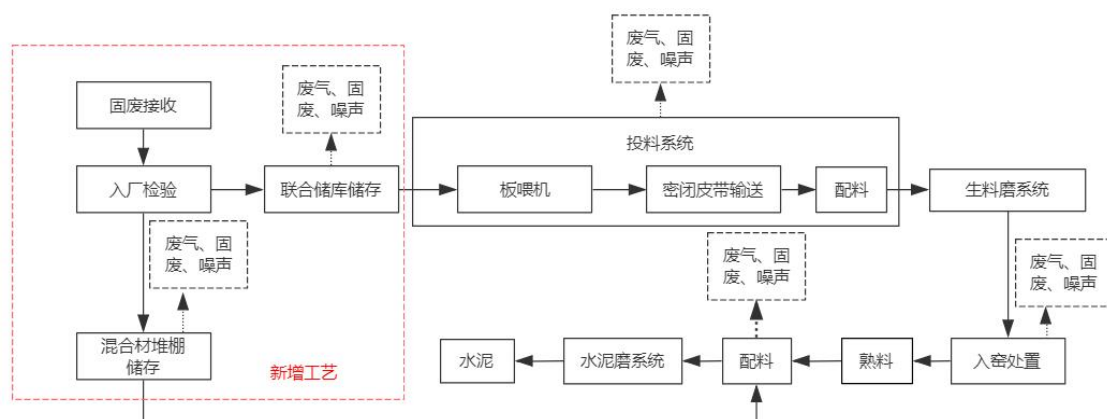 固废接收
入厂检验
废气、固
废、噪声
联合储库储存
废气、固
废、噪声
混合材堆棚
储存
新增工艺
废气、固
废、噪声
投料系统
板喂机
密闭皮带输送
配料
生料磨系统
废气、固
废、噪声
废气、固
废、噪声
入窑处置
熟料
配料
水泥磨系统
水泥